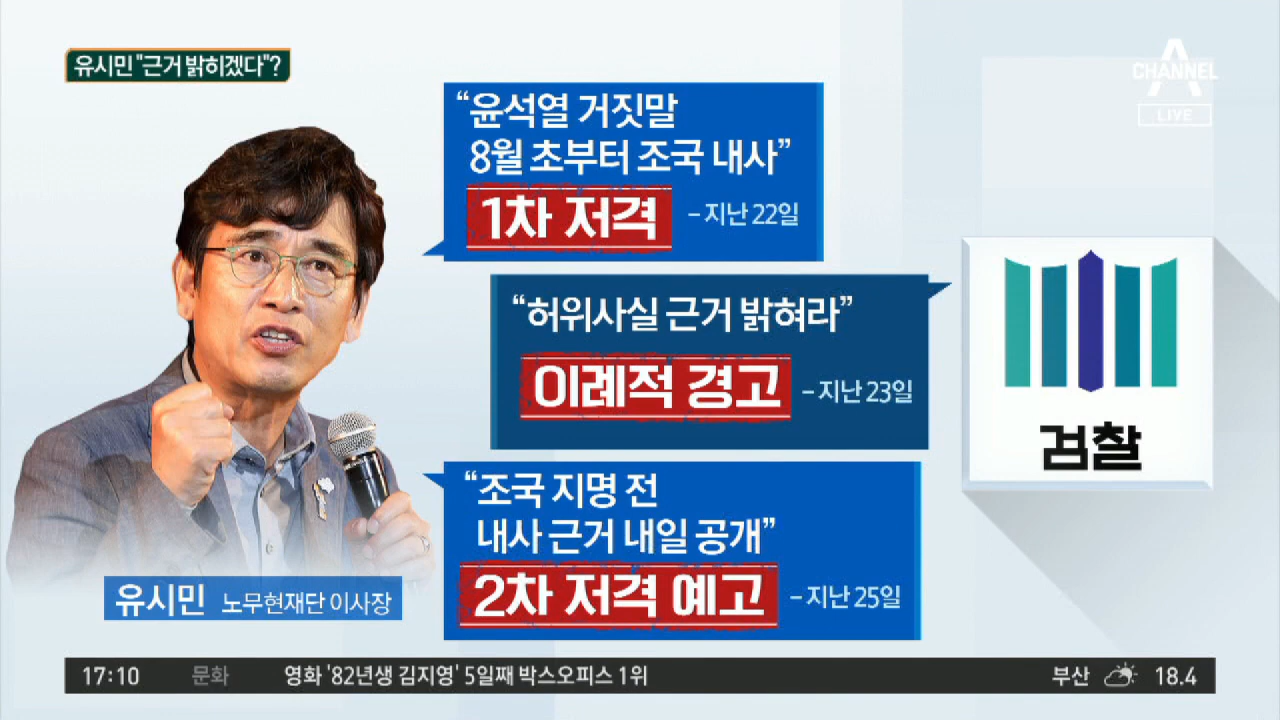 유시민 "근거 밝히겠다"?
CHANNEL A
LIVE
“윤석열 거짓말
8월 초부터 조국 내사”
1차 저격 – 지난 22일
“허위사실 근거 밝혀라”
이례적 경고 – 지난 23일
검찰
“조국 지명 전
내사 근거 내일 공개”
2차 저격 예고 – 지난 25일
유시민 노무현재단 이사장
17:10 문화 영화 '82년생 김지영' 5일째 박스오피스 1위 부산 18.4